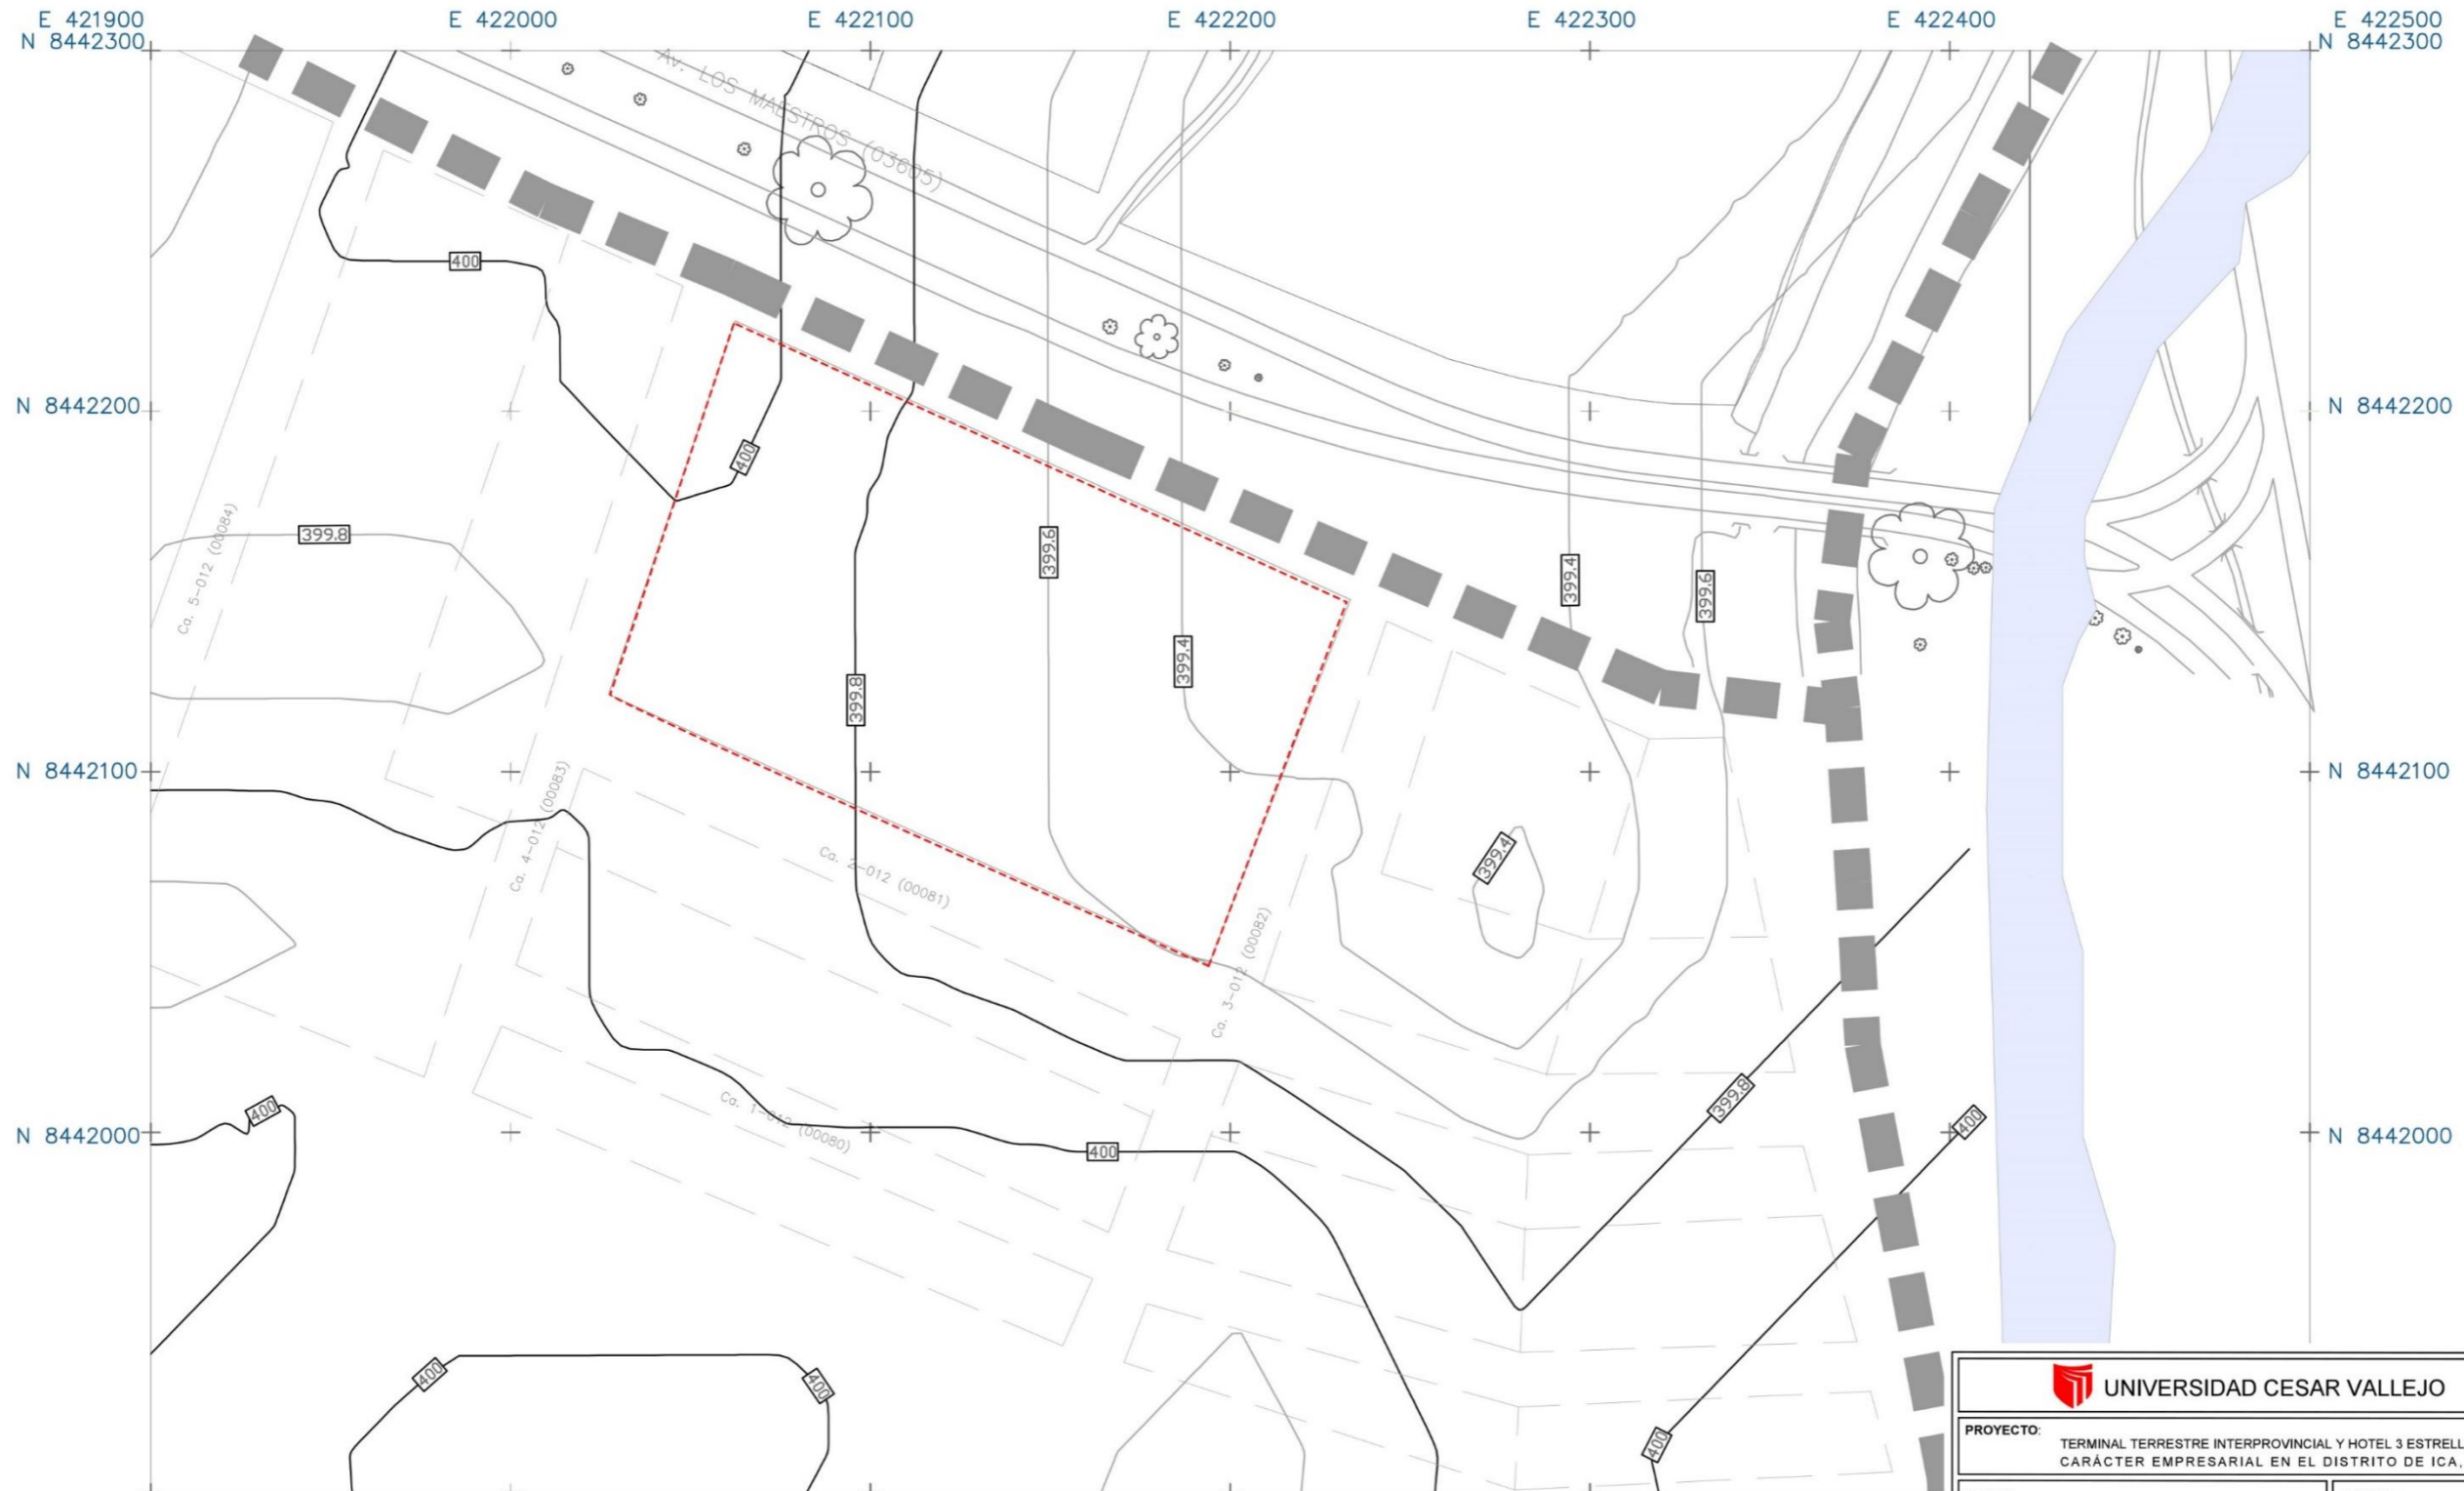 E 421900
E 422000
E 422100
E 422200
E 422300
E 422400
E 422500
N 8442300
N 8442300
Av. LOS MAESTROS (03605)
400
N 8442200
N 8442200
400
399.8
Ca. 5-012 (00084)
399.6
399.4
399.6
399.4
399.8
N 8442100
N 8442100
Ca. 4-012 (00083)
399.4
Ca. 2-012 (00081)
Ca. 3-012 (00082)
399.8
400
400
N 8442000
N 8442000
Ca. 1-012 (00080)
400
400
400
400
UNIVERSIDAD CESAR VALLEJO
PROYECTO:
TERMINAL TERRESTRE INTERPROVINCIAL Y HOTEL 3 ESTRELL
CARÁCTER EMPRESARIAL EN EL DISTRITO DE ICA,